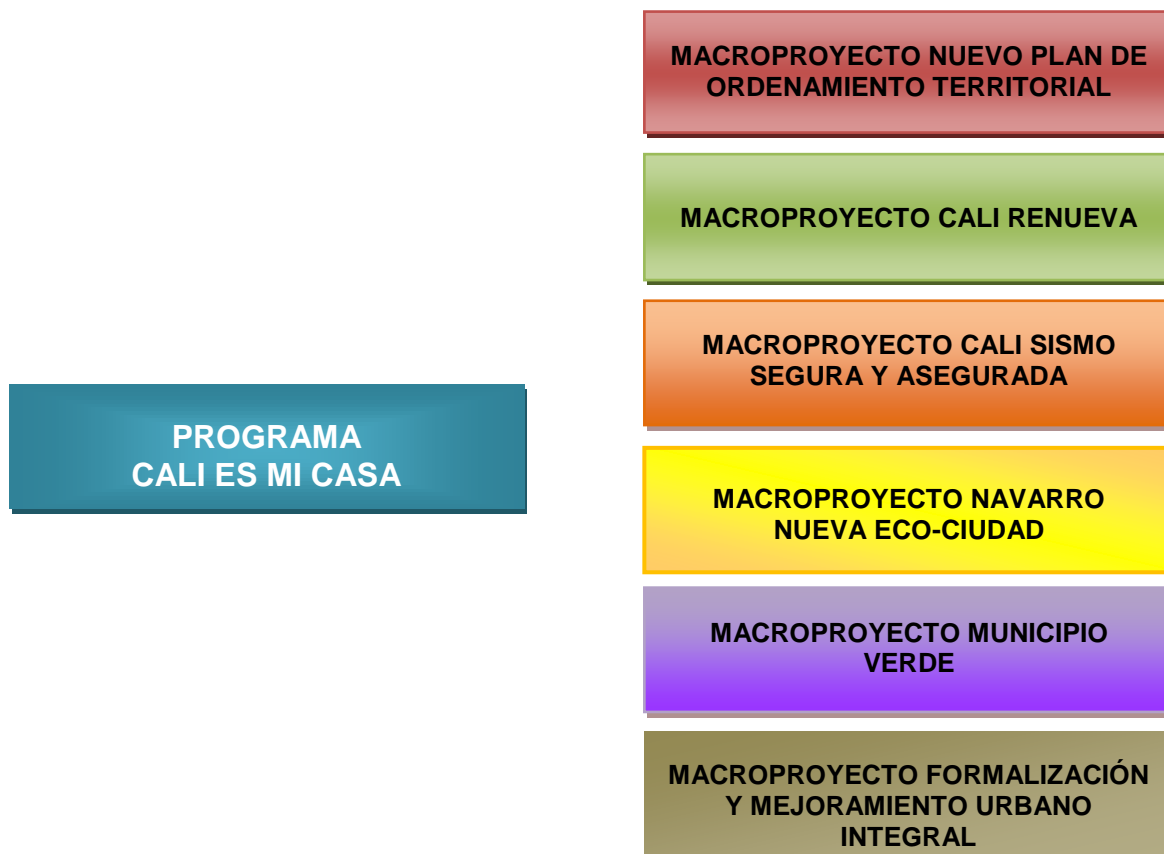 MACROPROYECTO NUEVO PLAN DE
ORDENAMIENTO TERRITORIAL
MACROPROYECTO CALI RENUEVA
MACROPROYECTO CALI SISMO
SEGURA Y ASEGURADA
PROGRAMA
CALI ES MI CASA
MACROPROYECTO NAVARRO
NUEVA ECO-CIUDAD
MACROPROYECTO MUNICIPIO
VERDE
MACROPROYECTO FORMALIZACIÓN
Y MEJORAMIENTO URBANO
INTEGRAL